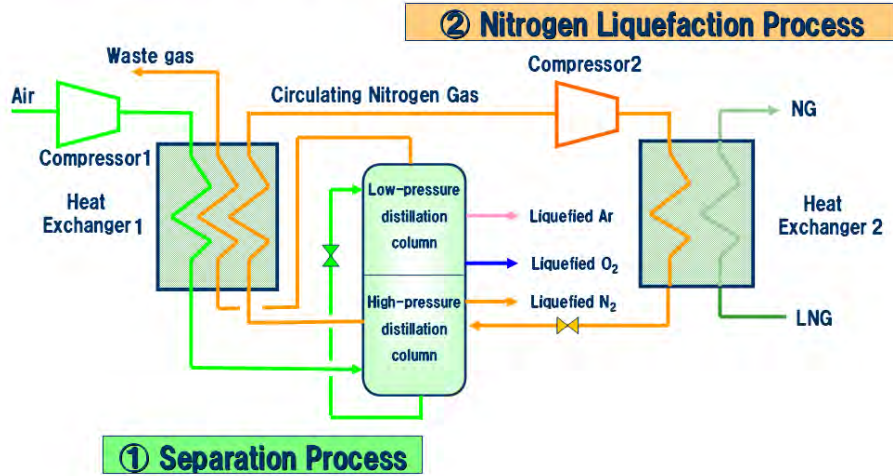 ② Nitrogen Liquefaction Process
Waste gas
Compressor2
Air
Circulating Nitrogen Gas
NG
Compressor1
Heat
Exchanger1
Low-pressure
distillation
column
Liquefied Ar
Heat
Exchanger 2
Liquefied O₂
High-pressure
distillation
column
Liquefied N₂
LNG
① Separation Process